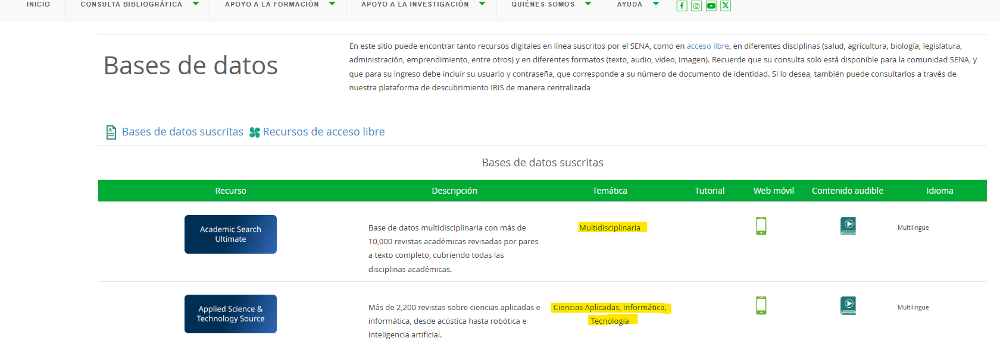 INICIO CONSULTA BIBLIOGRÁFICA APOYO A LA FORMACIÓN APOYO A LA INVESTIGACIÓN QUIÉNES SOMOS AYUDA
Bases de datos
En este sitio puede encontrar tanto recursos digitales en línea suscritos por el SENA, como en acceso libre, en diferentes disciplinas (salud, agricultura, biología, legislatura,
administración, emprendimiento, entre otros) y en diferentes formatos (texto, audio, video, imagen). Recuerde que su consulta solo está disponible para la comunidad SENA, y
que para su ingreso debe incluir su usuario y contraseña, que corresponde a su número de documento de identidad. Si lo desea, también puede consultarlos a través de
nuestra plataforma de descubrimiento IRIS de manera centralizada
Bases de datos suscritas Recursos de acceso libre
Bases de datos suscritas
Recurso Descripción Temática Tutorial Web móvil Contenido audible Idioma
Academic Search
Ultimate
Base de datos multidisciplinaria con más de
10,000 revistas académicas revisadas por pares
a texto completo, cubriendo todas las
disciplinas académicas.
Multidisciplinaria
Multilingüe
Applied Science &
Technology Source
Más de 2,200 revistas sobre ciencias aplicadas e
informática, desde acústica hasta robótica e
inteligencia artificial.
Ciencias Aplicadas, Informática,
Tecnología
Multilingüe